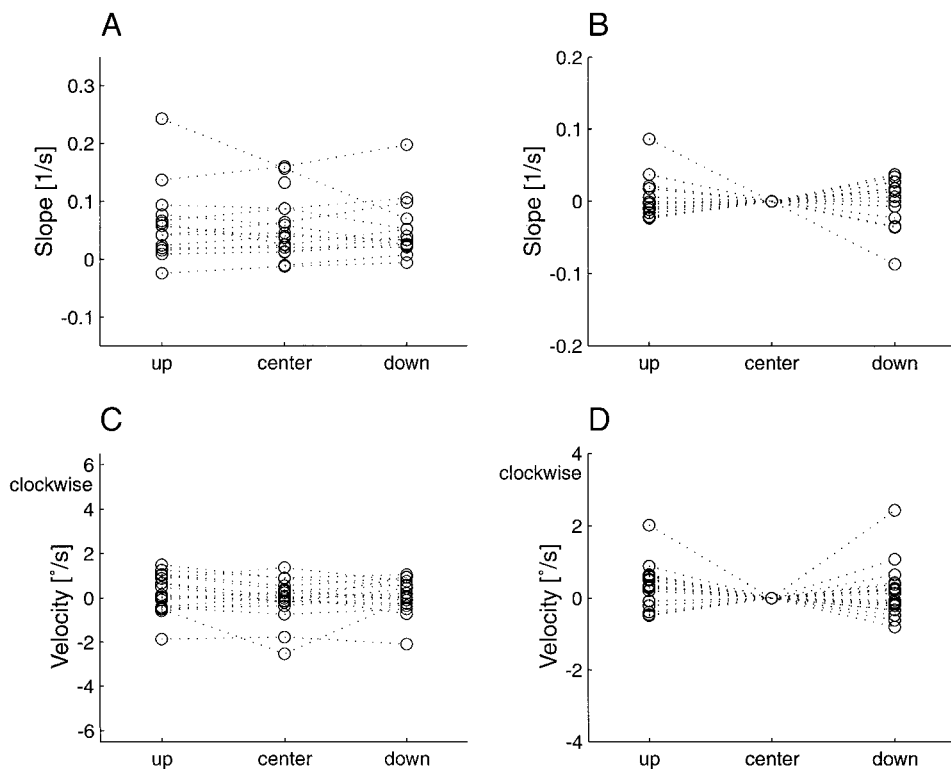 A
0.3
0.2
0.1
0
-0.1
Slope [1/s]
up center down
B
0.2
0.1
0
-0.1
-0.2
Slope [1/s]
up center down
C
6
clockwise
4
2
0
-2
-4
-6
Velocity [°/s]
up center down
D
4
clockwise
2
0
-2
-4
Velocity [°/s]
up center down